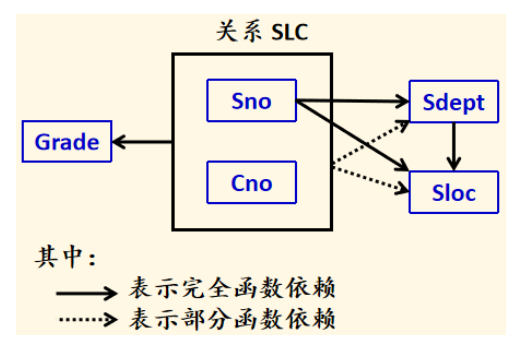 关系 SLC
Sno
Sdept
Grade
Cno
Sloc
其中：
表示完全函数依赖
表示部分函数依赖